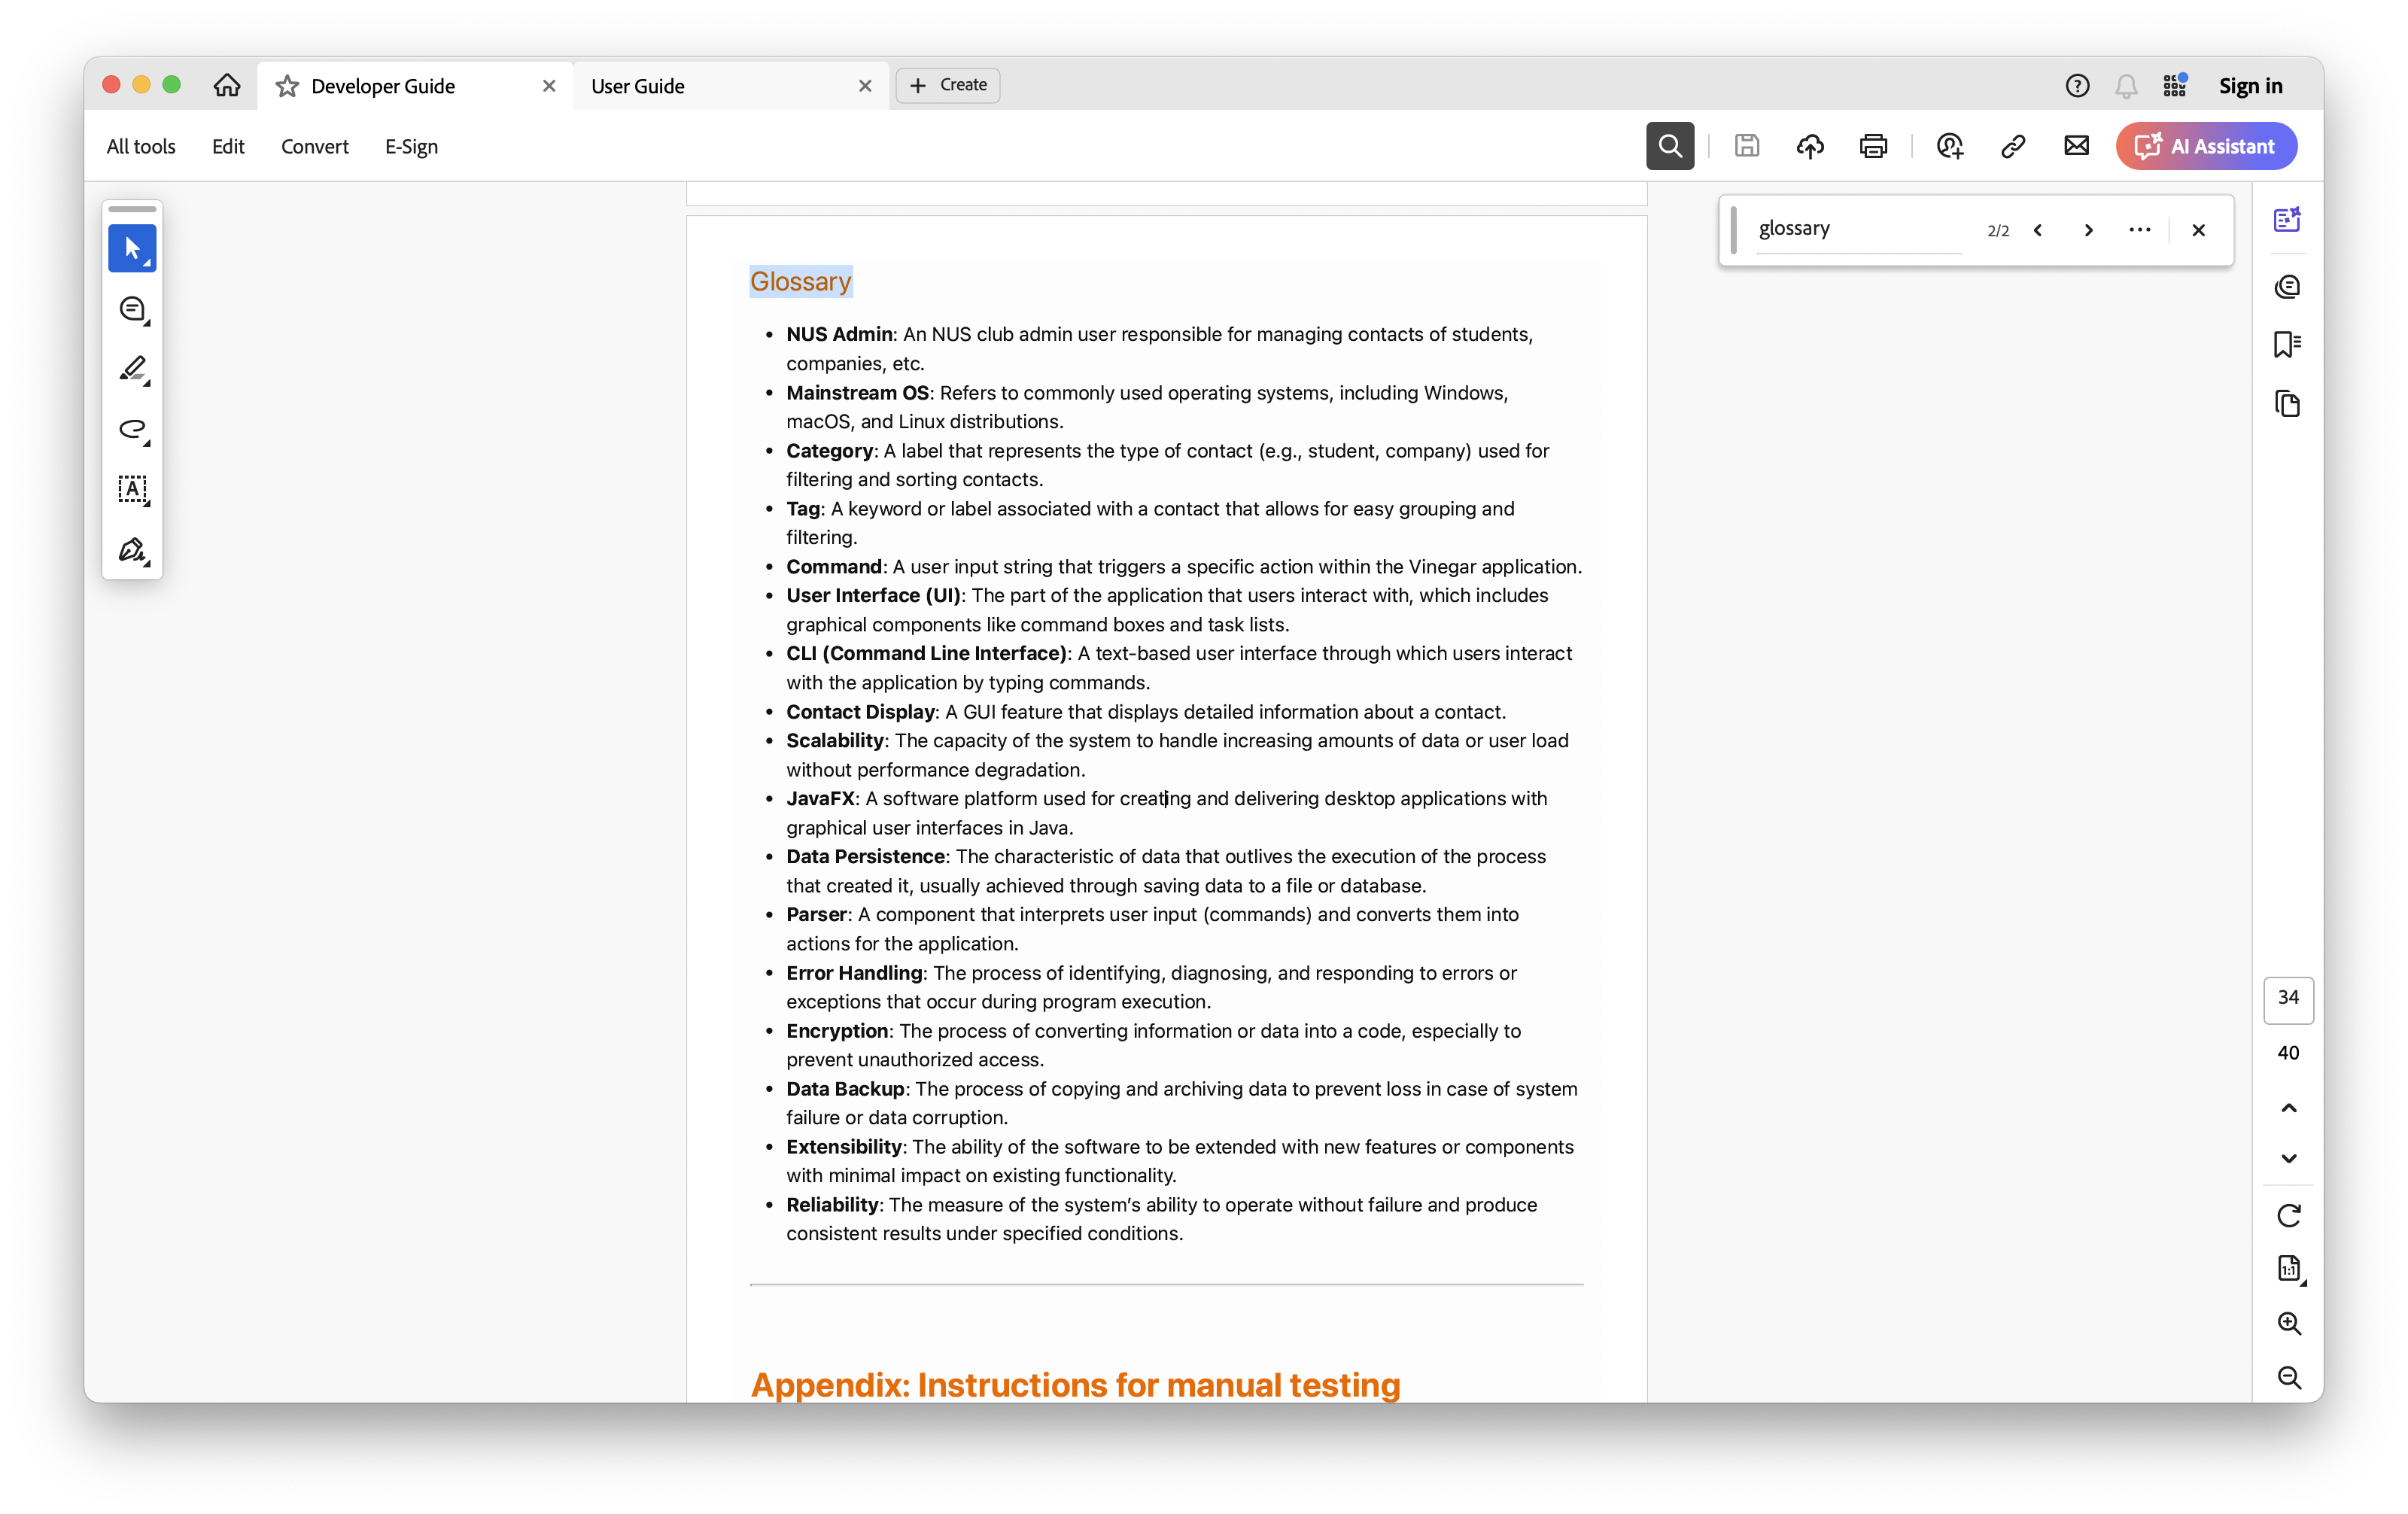 Developer Guide
User Guide
Create
Sign in
All tools
Edit
Convert
E-Sign
AI Assistant
glossary
2/2
Glossary
• NUS Admin: An NUS club admin user responsible for managing contacts of students,
companies, etc.
• Mainstream OS: Refers to commonly used operating systems, including Windows,
macOS, and Linux distributions.
• Category: A label that represents the type of contact (e.g., student, company) used for
filtering and sorting contacts.
• Tag: A keyword or label associated with a contact that allows for easy grouping and
filtering.
• Command: A user input string that triggers a specific action within the Vinegar application.
• User Interface (UI): The part of the application that users interact with, which includes
graphical components like command boxes and task lists.
• CLI (Command Line Interface): A text-based user interface through which users interact
with the application by typing commands.
• Contact Display: A GUI feature that displays detailed information about a contact.
• Scalability: The capacity of the system to handle increasing amounts of data or user load
without performance degradation.
• JavaFX: A software platform used for creating and delivering desktop applications with
graphical user interfaces in Java.
• Data Persistence: The characteristic of data that outlives the execution of the process
that created it, usually achieved through saving data to a file or database.
• Parser: A component that interprets user input (commands) and converts them into
actions for the application.
• Error Handling: The process of identifying, diagnosing, and responding to errors or
exceptions that occur during program execution.
• Encryption: The process of converting information or data into a code, especially to
prevent unauthorized access.
• Data Backup: The process of copying and archiving data to prevent loss in case of system
failure or data corruption.
• Extensibility: The ability of the software to be extended with new features or components
with minimal impact on existing functionality.
• Reliability: The measure of the system’s ability to operate without failure and produce
consistent results under specified conditions.
Appendix: Instructions for manual testing
34
40
1:1